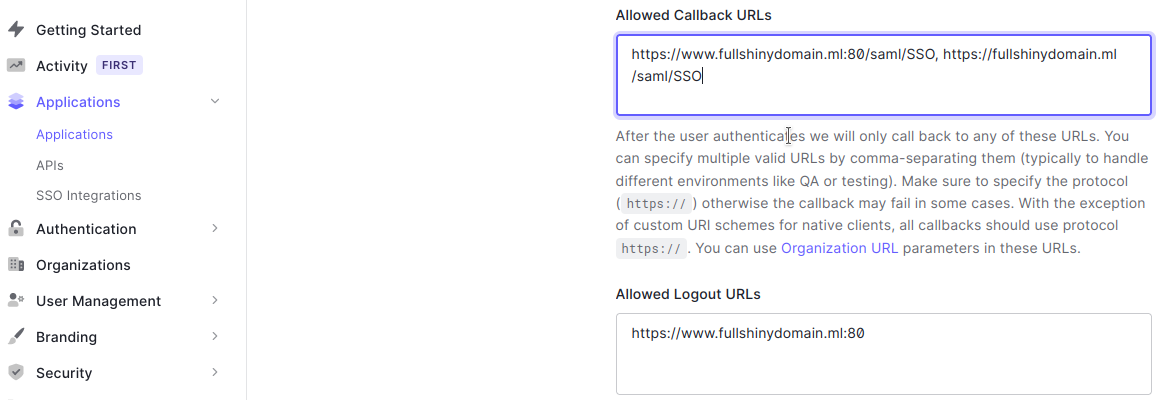 Getting Started
Activity FIRST
Applications
Applications
APIs
SSO Integrations
Authentication
Organizations
User Management
Branding
Security
Allowed Callback URLs
https://www.fullshinydomain.ml:80/saml/SSO, https://fullshinydomain.ml
/saml/SSO
After the user authenticates we will only call back to any of these URLs. You
can specify multiple valid URLs by comma-separating them (typically to handle
different environments like QA or testing). Make sure to specify the protocol
( https:// ) otherwise the callback may fail in some cases. With the exception
of custom URI schemes for native clients, all callbacks should use protocol
https:// . You can use Organization URL parameters in these URLs.
Allowed Logout URLs
https://www.fullshinydomain.ml:80